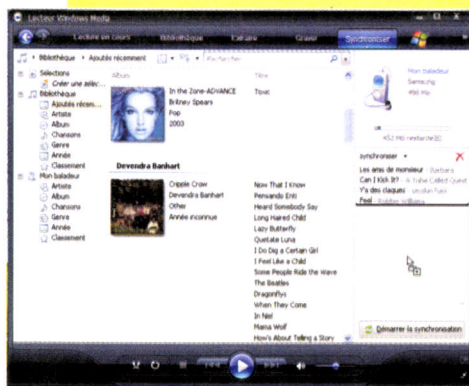 Lecteur Windows Media
Lecture en cours Bibliothèque Extraire Graver Synchroniser
Bibliothèque Ajoutés récemment Rechercher
Sélections
Créer une sélec...
Bibliothèque
Ajoutés récem...
Artiste
Album
Chansons
Genre
Année
Classement
Mon baladeur
Artiste
Album
Chansons
Genre
Année
Classement
Album Titre
In the Zone-ADVANCE Toxic
Britney Spears
Pop
2003
Devendra Banhart
Cripple Crow Now That I Know
Devendra Banhart Pensando Enti
Other Heard Somebody Say
Année inconnue Long Haired Child
Lazy Butterfly
Quetate Luna
I Do Dig a Certain Girl
I Feel Like a Child
Some People Ride the Wave
The Beatles
Dragonflys
When They Come
In Niel
Mama Wolf
How's About Telling a Story
Mon baladeur
Samsung
synchroniser
Les amis de monsieur Barbara
Can I Kick It? A Tribe Called Quest
Y'a des claques
Feel Robbie Williams
Démarrer la synchronisation